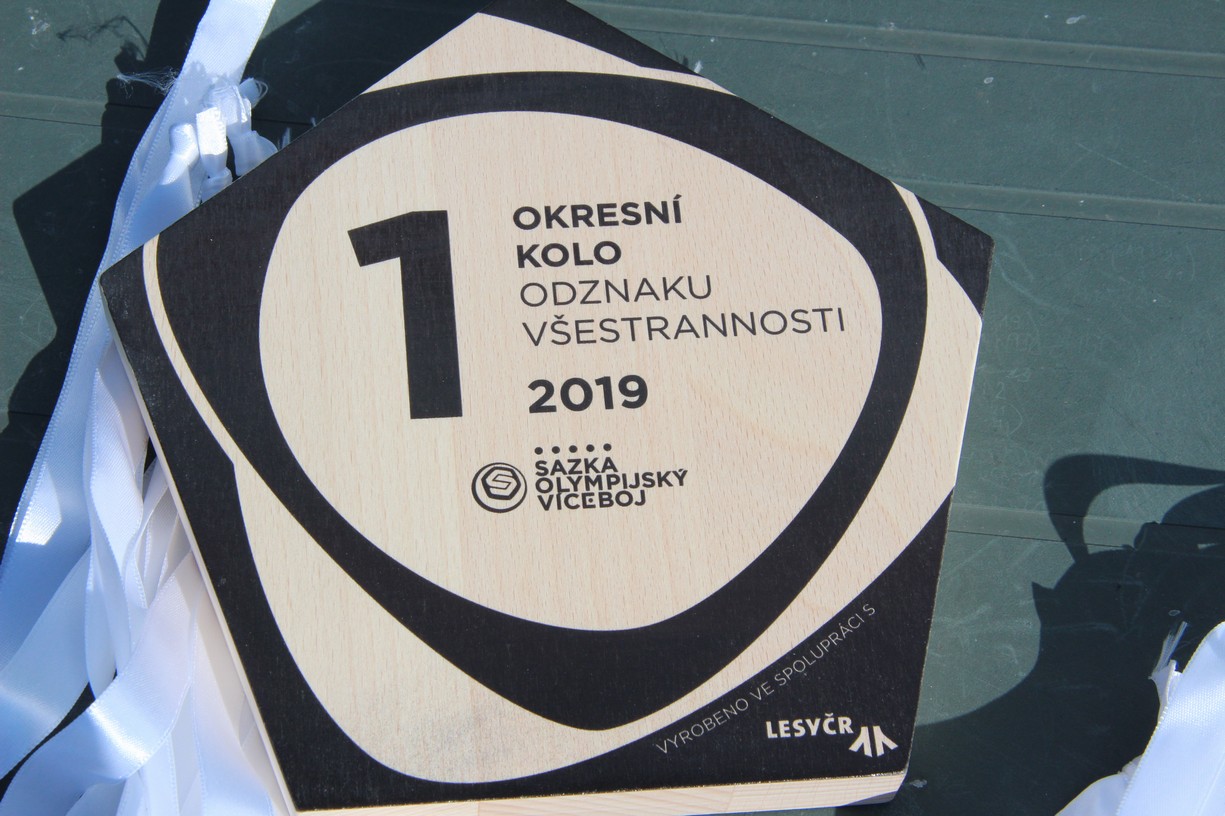 1
OKRESNÍ
KOLO
ODZNAKU
VŠESTRANNOSTI
2019
SAZKA
OLYMPIJSKÝ
VÍCEBOJ
VYROBENO VE SPOLUPRÁCI S
LESYČR